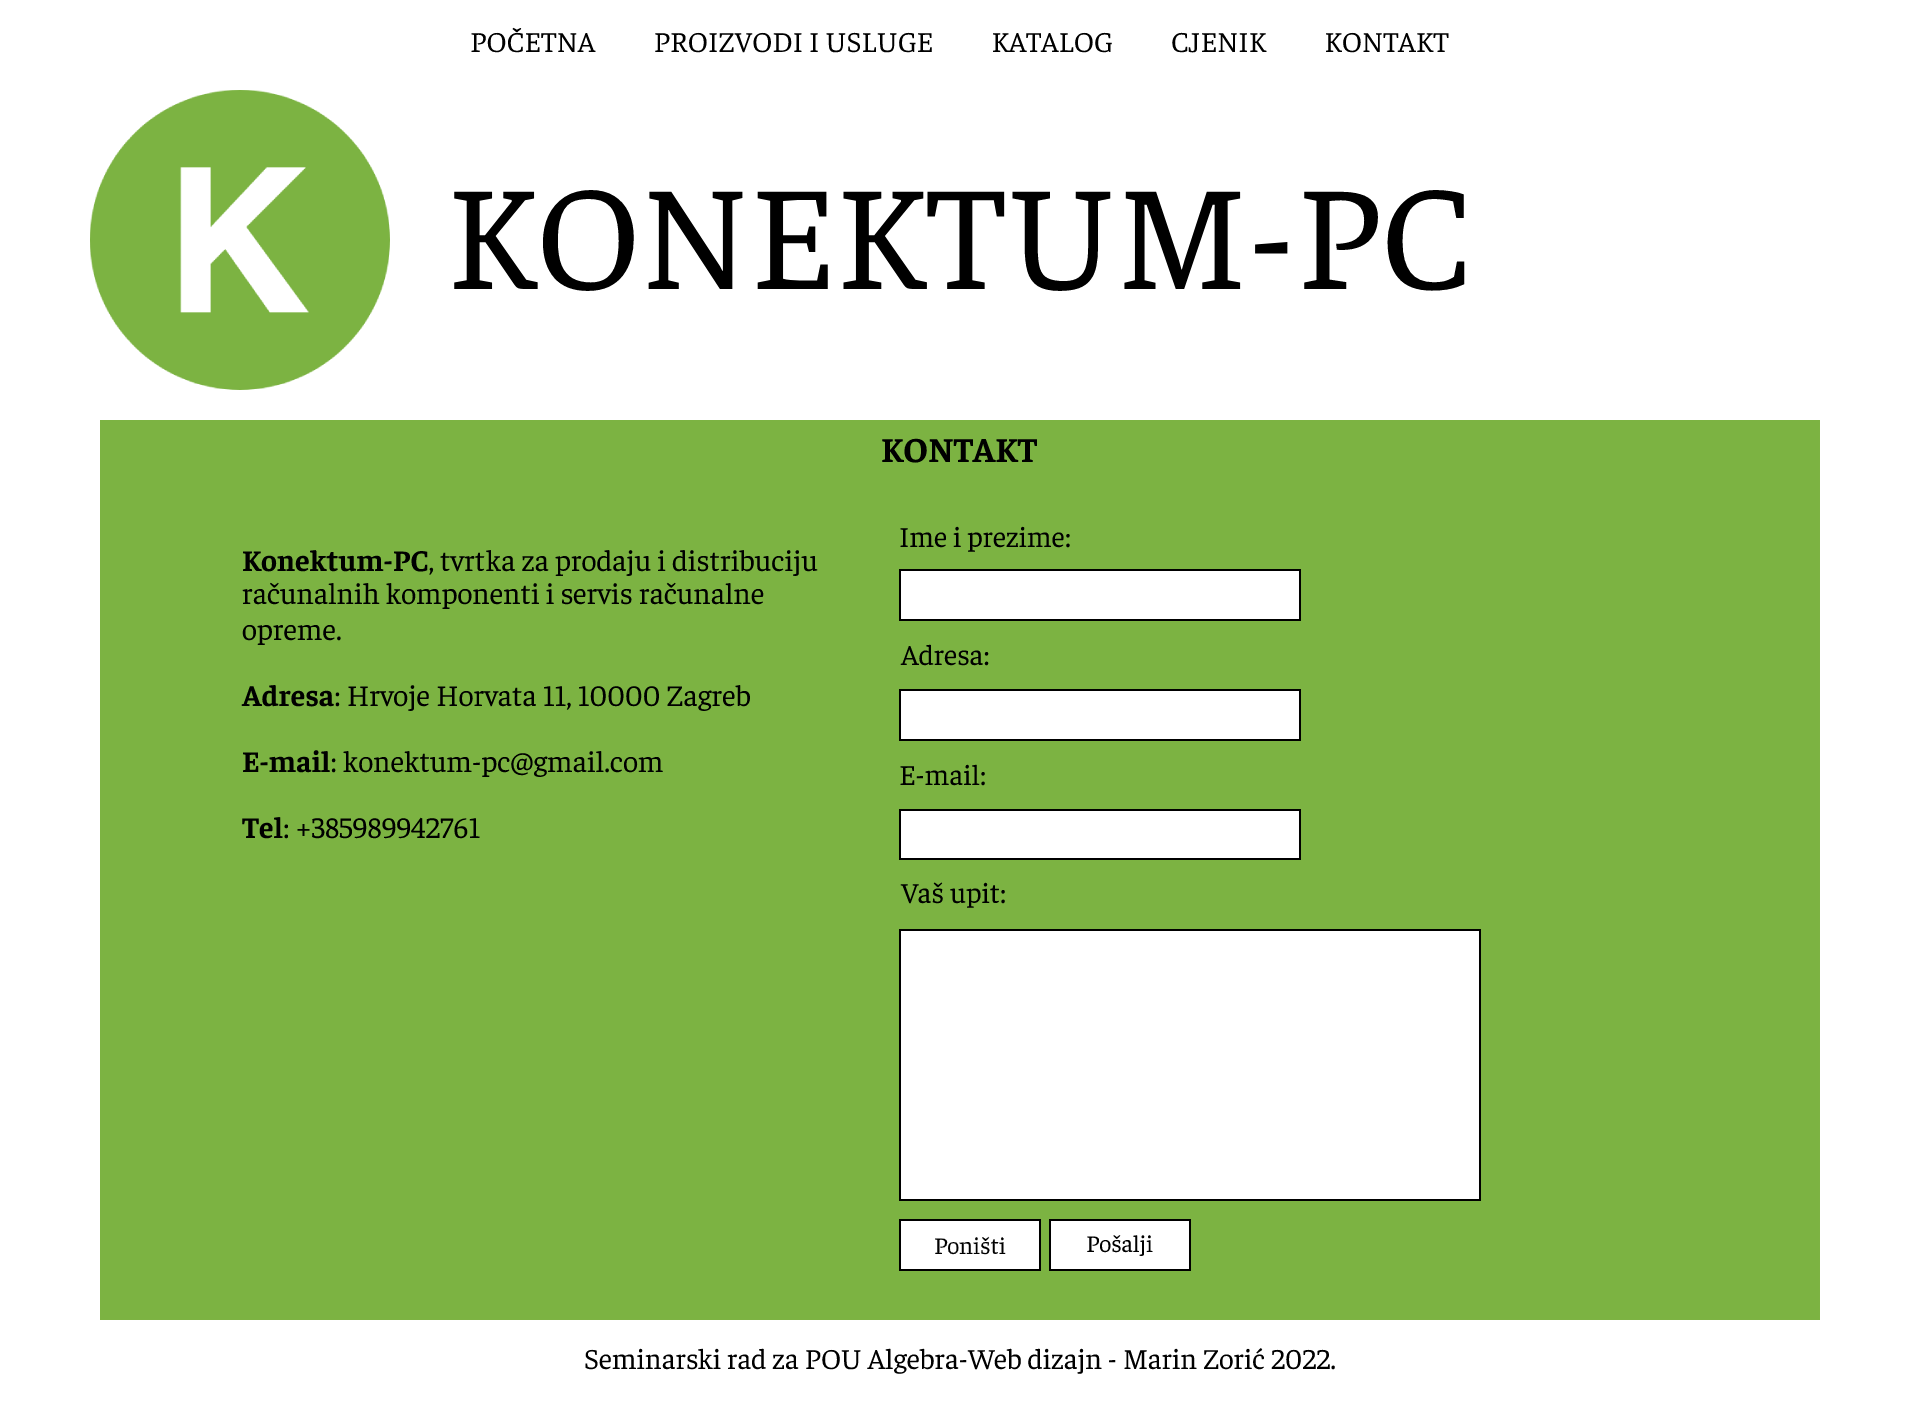 POČETNA PROIZVODI I USLUGE KATALOG CJENIK KONTAKT
K
KONEKTUM-PC
KONTAKT
Konektum-PC, tvrtka za prodaju i distribuciju
računalnih komponenti i servis računalne
opreme.
Adresa: Hrvoje Horvata 11, 10000 Zagreb
E-mail: konektum-pc@gmail.com
Tel: +385989942761
Ime i prezime:
Adresa:
E-mail:
Vaš upit:
Poništi Pošalji
Seminarski rad za POU Algebra-Web dizajn - Marin Zorić 2022.